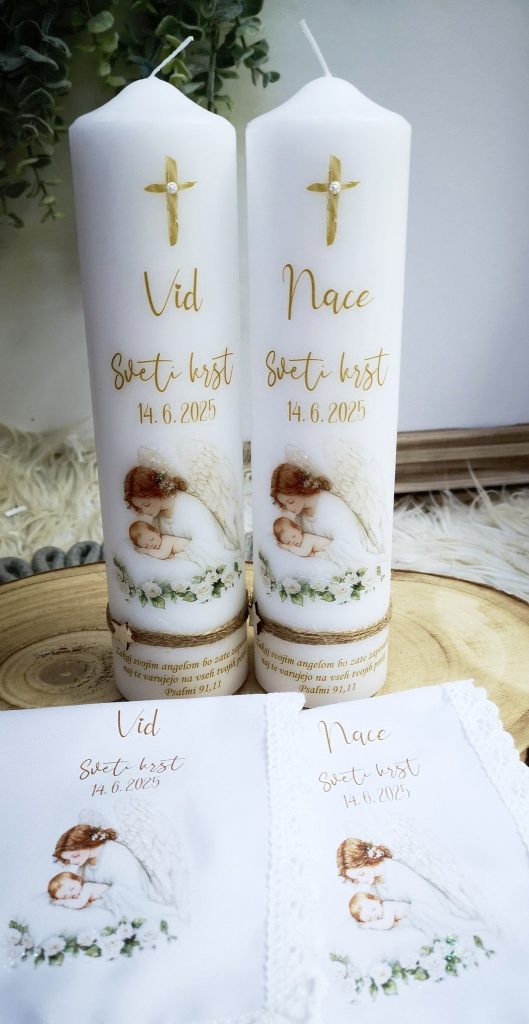 Vid
Sveti krst
14. 6. 2025
Zakaj svojim angelom bo zate
naj te varujejo na vseh tvojih
Psalmi 91,11
Nace
Sveti krst
14. 6. 2025
Zakaj svojim angelom bo zate
naj te varujejo na vseh tvojih
Psalmi 91,11
Vid
Sveti krst
14. 6. 2025
Nace
Sveti krst
14. 6. 2025